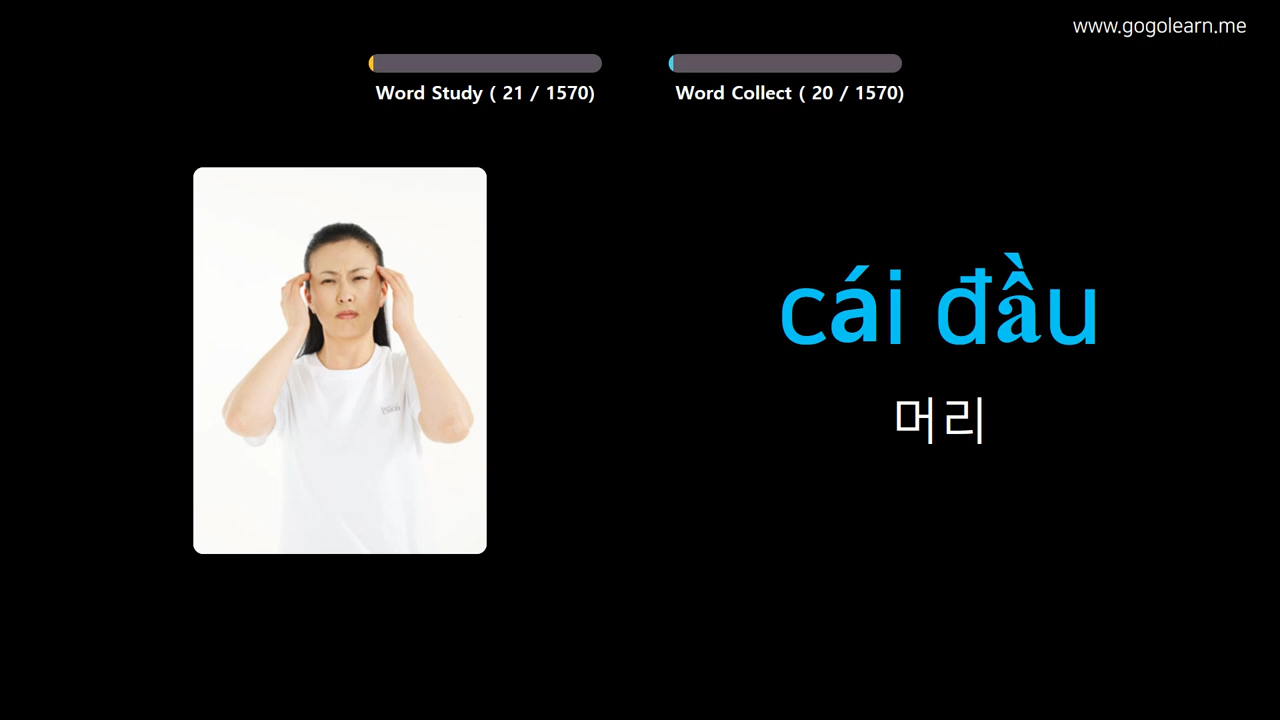 www.gogolearn.me
Word Study ( 21 / 1570)
Word Collect ( 20 / 1570)
cái đầu
머리